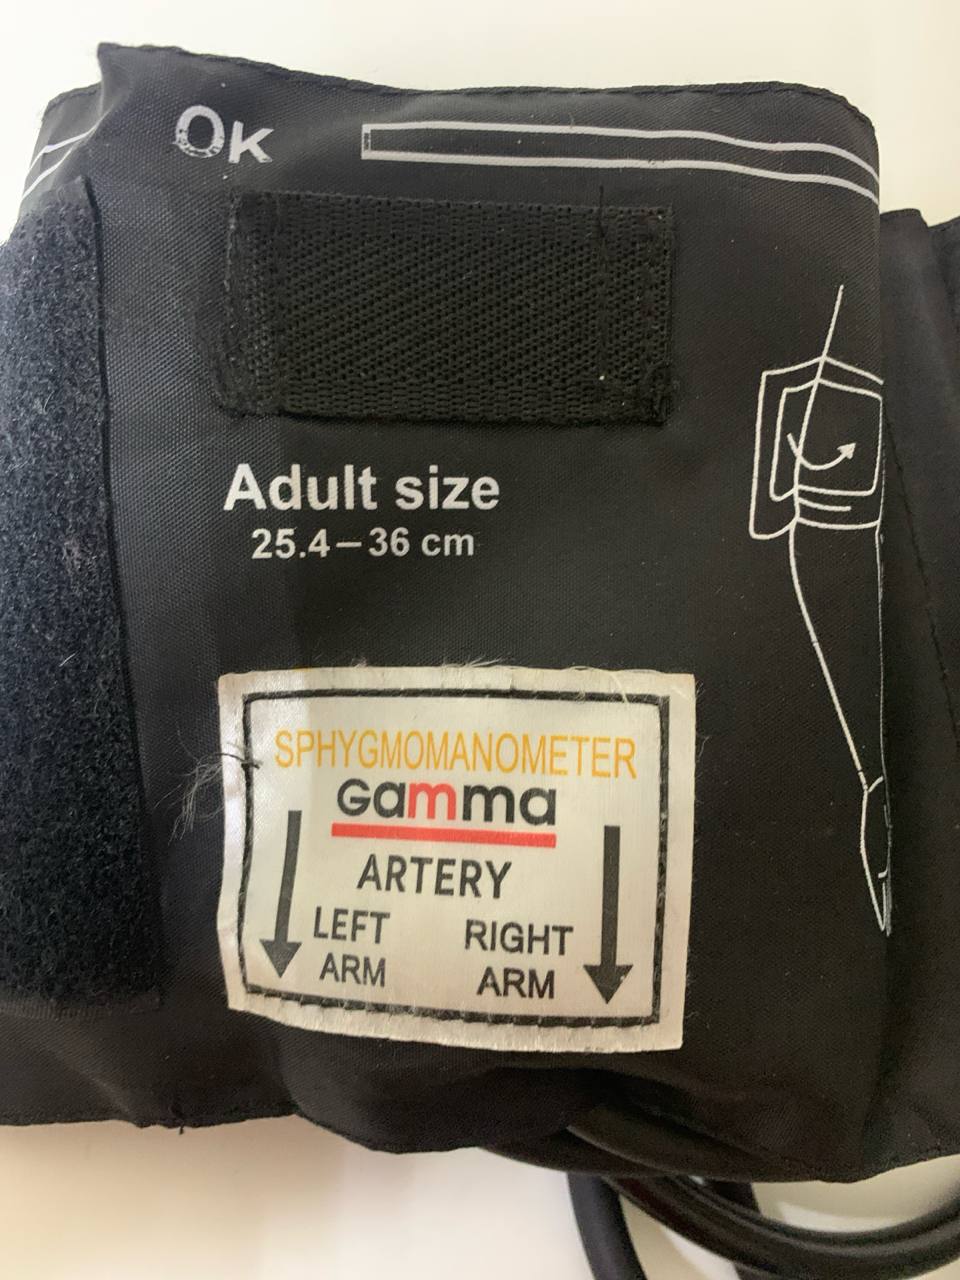 OK
Adult size
25.4–36 cm
SPHYGMOMANOMETER
Gamma
ARTERY
LEFT ARM
RIGHT ARM